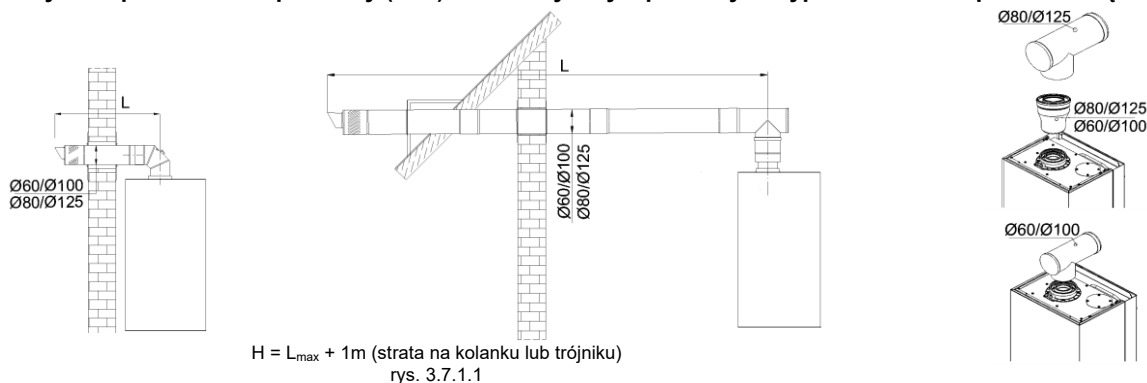 L
Ø60/Ø100
Ø80/Ø125
L
Ø60/Ø100
Ø80/Ø125
Ø80/Ø125
Ø80/Ø125
Ø60/Ø100
Ø60/Ø100
H = Lmax + 1m (strata na kolanku lub trójniku)
rys. 3.7.1.1